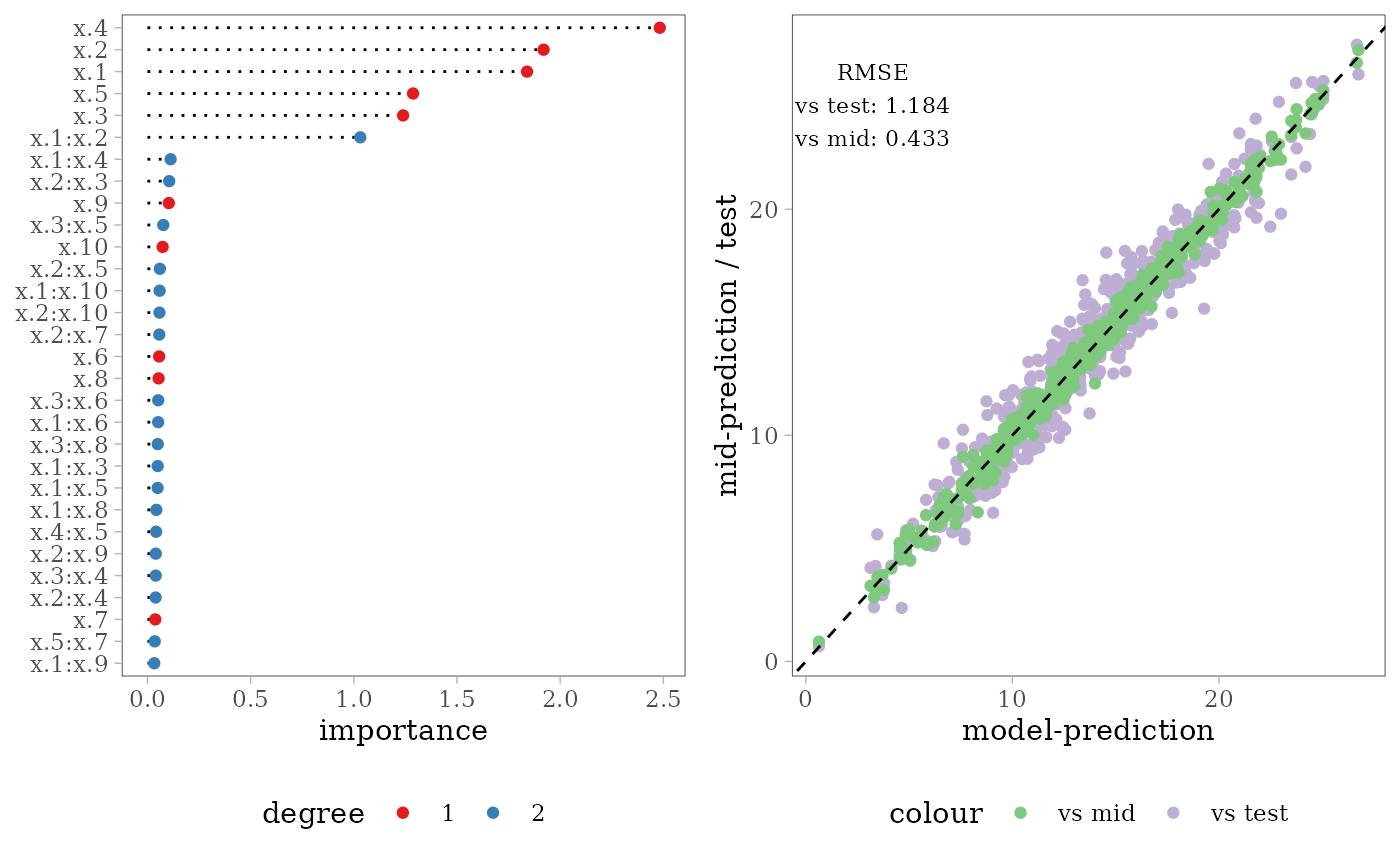 x.4
x.2
x.1
x.5
x.3
x.1:x.2
x.1:x.4
x.2:x.3
x.9
x.3:x.5
x.10
x.2:x.5
x.1:x.10
x.2:x.10
x.2:x.7
x.6
x.8
x.3:x.6
x.1:x.6
x.3:x.8
x.1:x.3
x.1:x.5
x.1:x.8
x.4:x.5
x.2:x.9
x.3:x.4
x.2:x.4
x.7
x.5:x.7
x.1:x.9
0.0 0.5 1.0 1.5 2.0 2.5
importance
degree 1 2
mid-prediction / test
20
10
0
RMSE
vs test: 1.184
vs mid: 0.433
0 10 20
model-prediction
colour vs mid vs test